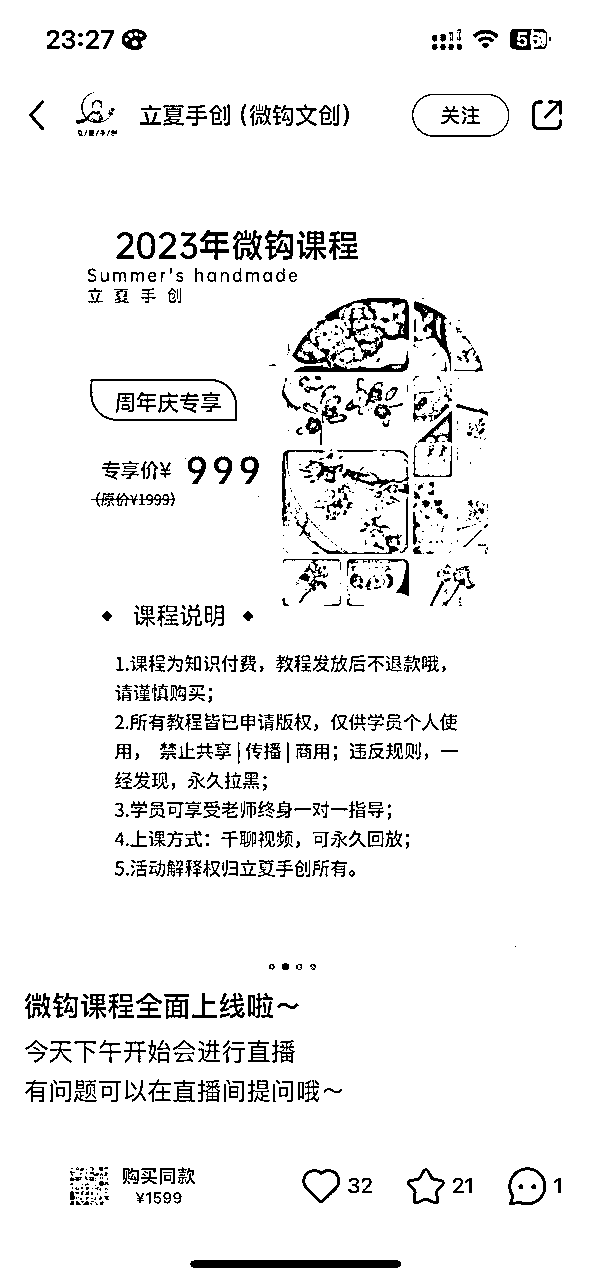 23:27
立夏手创（微钩文创）
关注
2023年微钩课程
Summer's handmade
立夏手创
周年庆专享
专享价¥ 999
（原价¥1999）
课程说明
1.课程为知识付费，教程发放后不退款哦，
请谨慎购买；
2.所有教程皆已申请版权，仅供学员个人使
用， 禁止共享|传播|商用；违反规则，一
经发现，永久拉黑；
3.学员可享受老师终身一对一指导；
4.上课方式：千聊视频，可永久回放；
5.活动解释权归立夏手创所有。
微钩课程全面上线啦～
今天下午开始会进行直播
有问题可以在直播间提问哦～
购买同款
¥1599
32
21
1